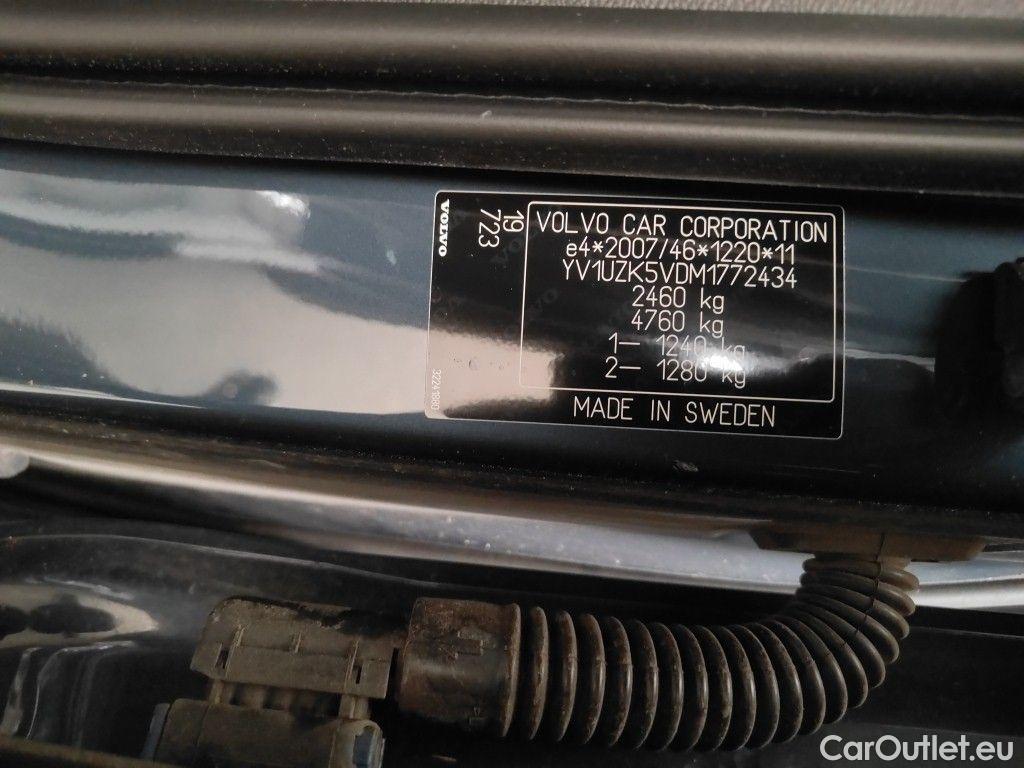 VOLVO
19
723
VOLVO CAR CORPORATION
e4*2007/46*1220*11
YV1UZK5VDM1772434
2460 kg
4760 kg
1– 1240 kg
2– 1280 kg
32241880
MADE IN SWEDEN
CarOutlet.eu